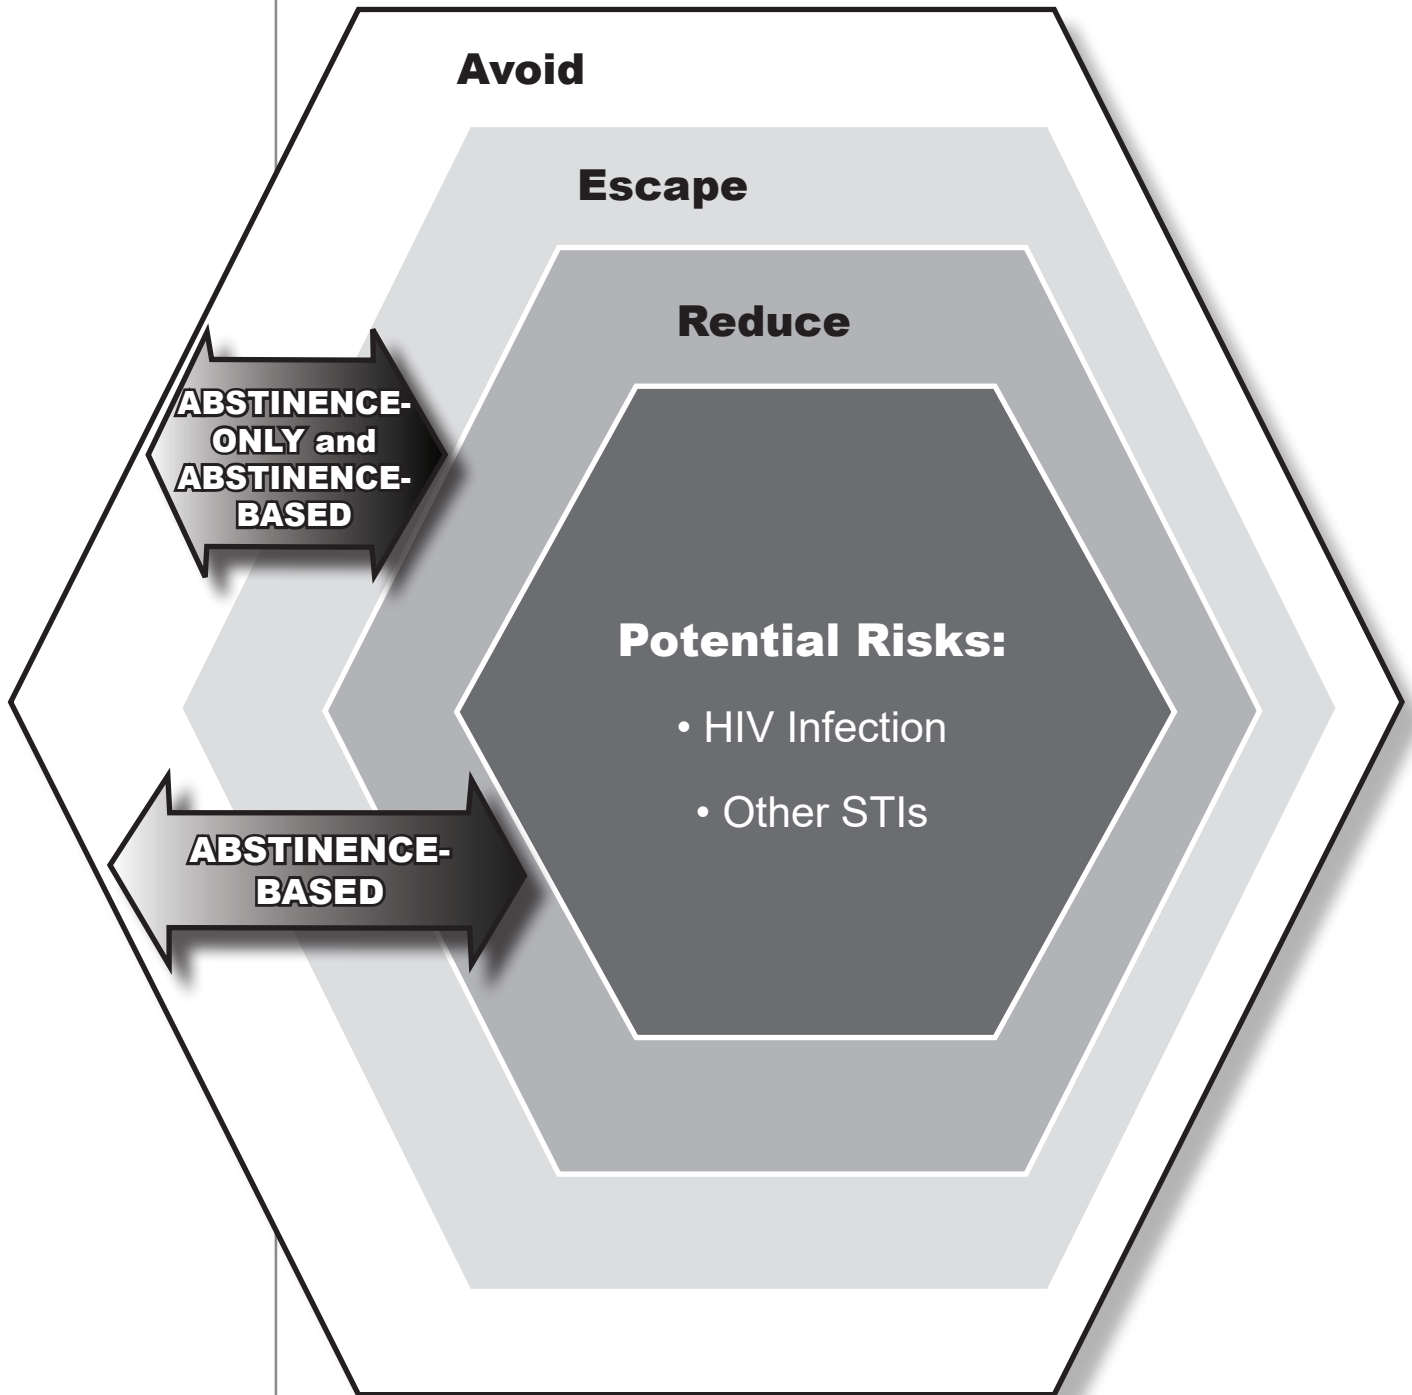 Avoid
Escape
Reduce
ABSTINENCE-
ONLY and
ABSTINENCE-
BASED
Potential Risks:
• HIV Infection
• Other STIs
ABSTINENCE-
BASED